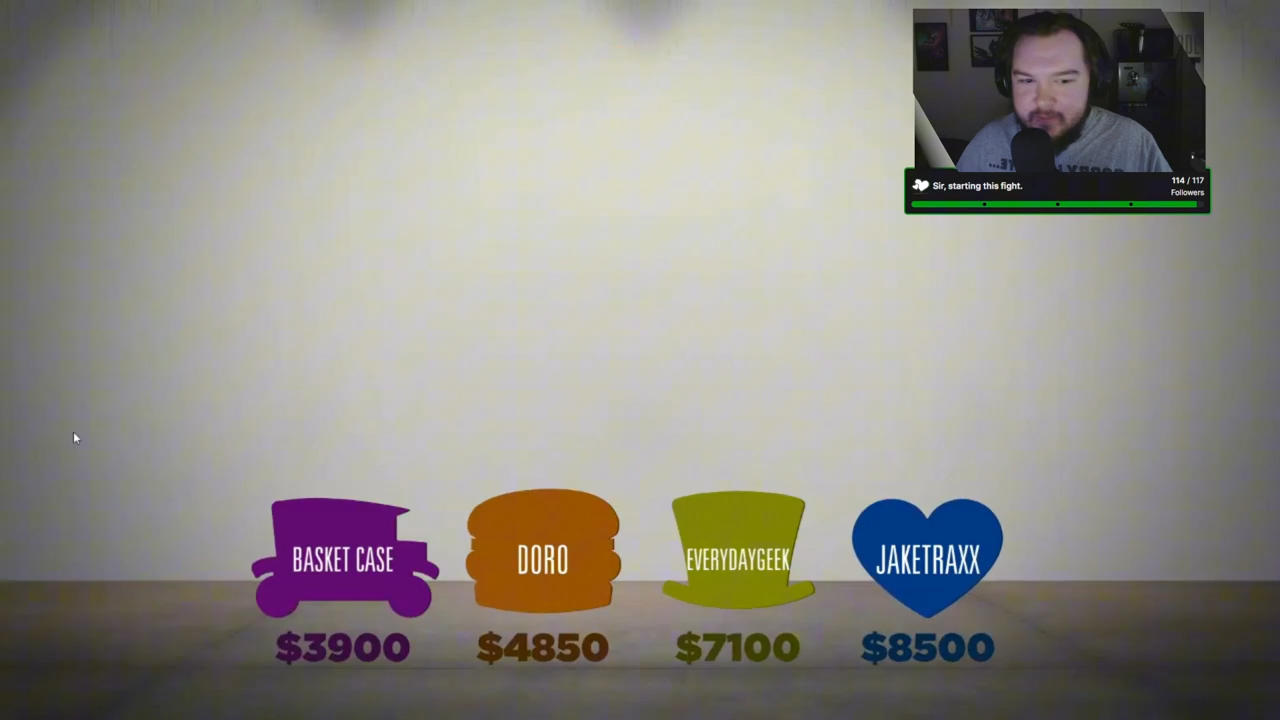 Sir, starting this fight.
114 / 117
Followers
BASKET CASE
DORO
EVERYDAYGEEK
JAKETRAXX
$3900
$4850
$7100
$8500